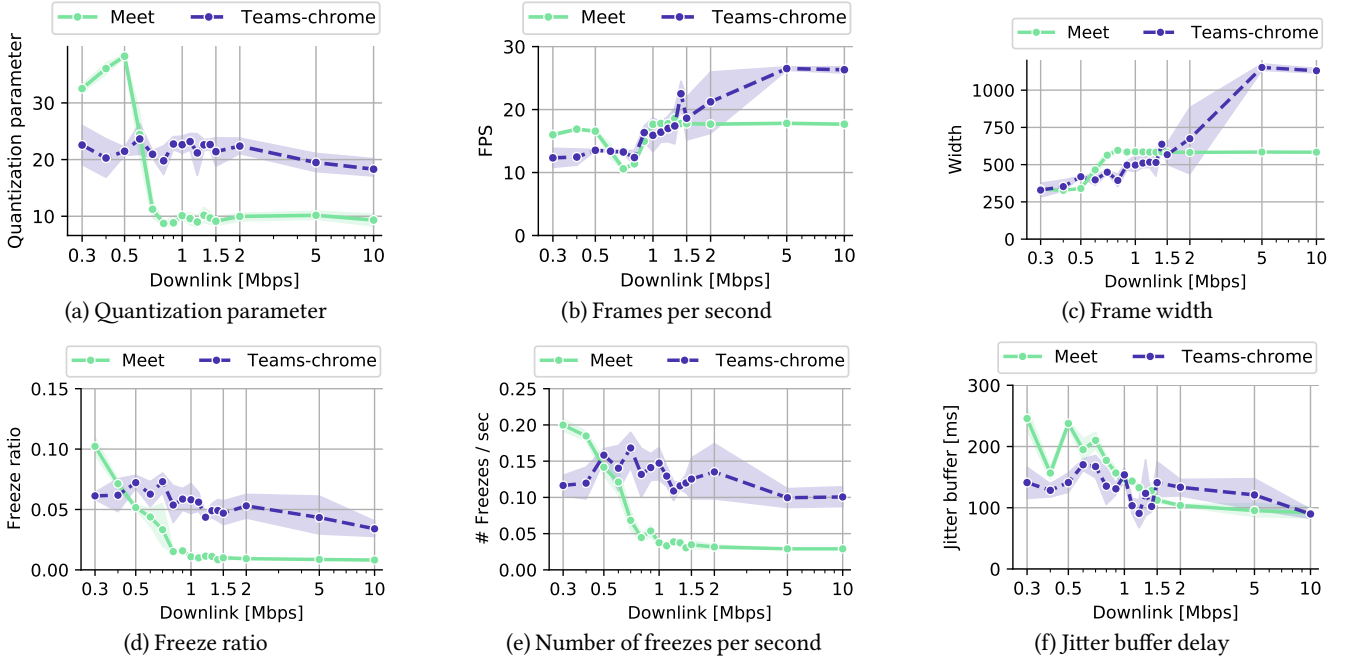 Meet Teams-chrome
Quantization parameter
30
20
10
0.3 0.5 1 1.5 2 5 10
Downlink [Mbps]
(a) Quantization parameter
Meet Teams-chrome
FPS
30
20
10
0
0.3 0.5 1 1.5 2 5 10
Downlink [Mbps]
(b) Frames per second
Meet Teams-chrome
Width
1000
750
500
250
0
0.3 0.5 1 1.5 2 5 10
Downlink [Mbps]
(c) Frame width
Meet Teams-chrome
Freeze ratio
0.15
0.10
0.05
0.00
0.3 0.5 1 1.5 2 5 10
Downlink [Mbps]
(d) Freeze ratio
Meet Teams-chrome
# Freezes / sec
0.25
0.20
0.15
0.10
0.05
0.00
0.3 0.5 1 1.5 2 5 10
Downlink [Mbps]
(e) Number of freezes per second
Meet Teams-chrome
Jitter buffer [ms]
300
200
100
0
0.3 0.5 1 1.5 2 5 10
Downlink [Mbps]
(f) Jitter buffer delay